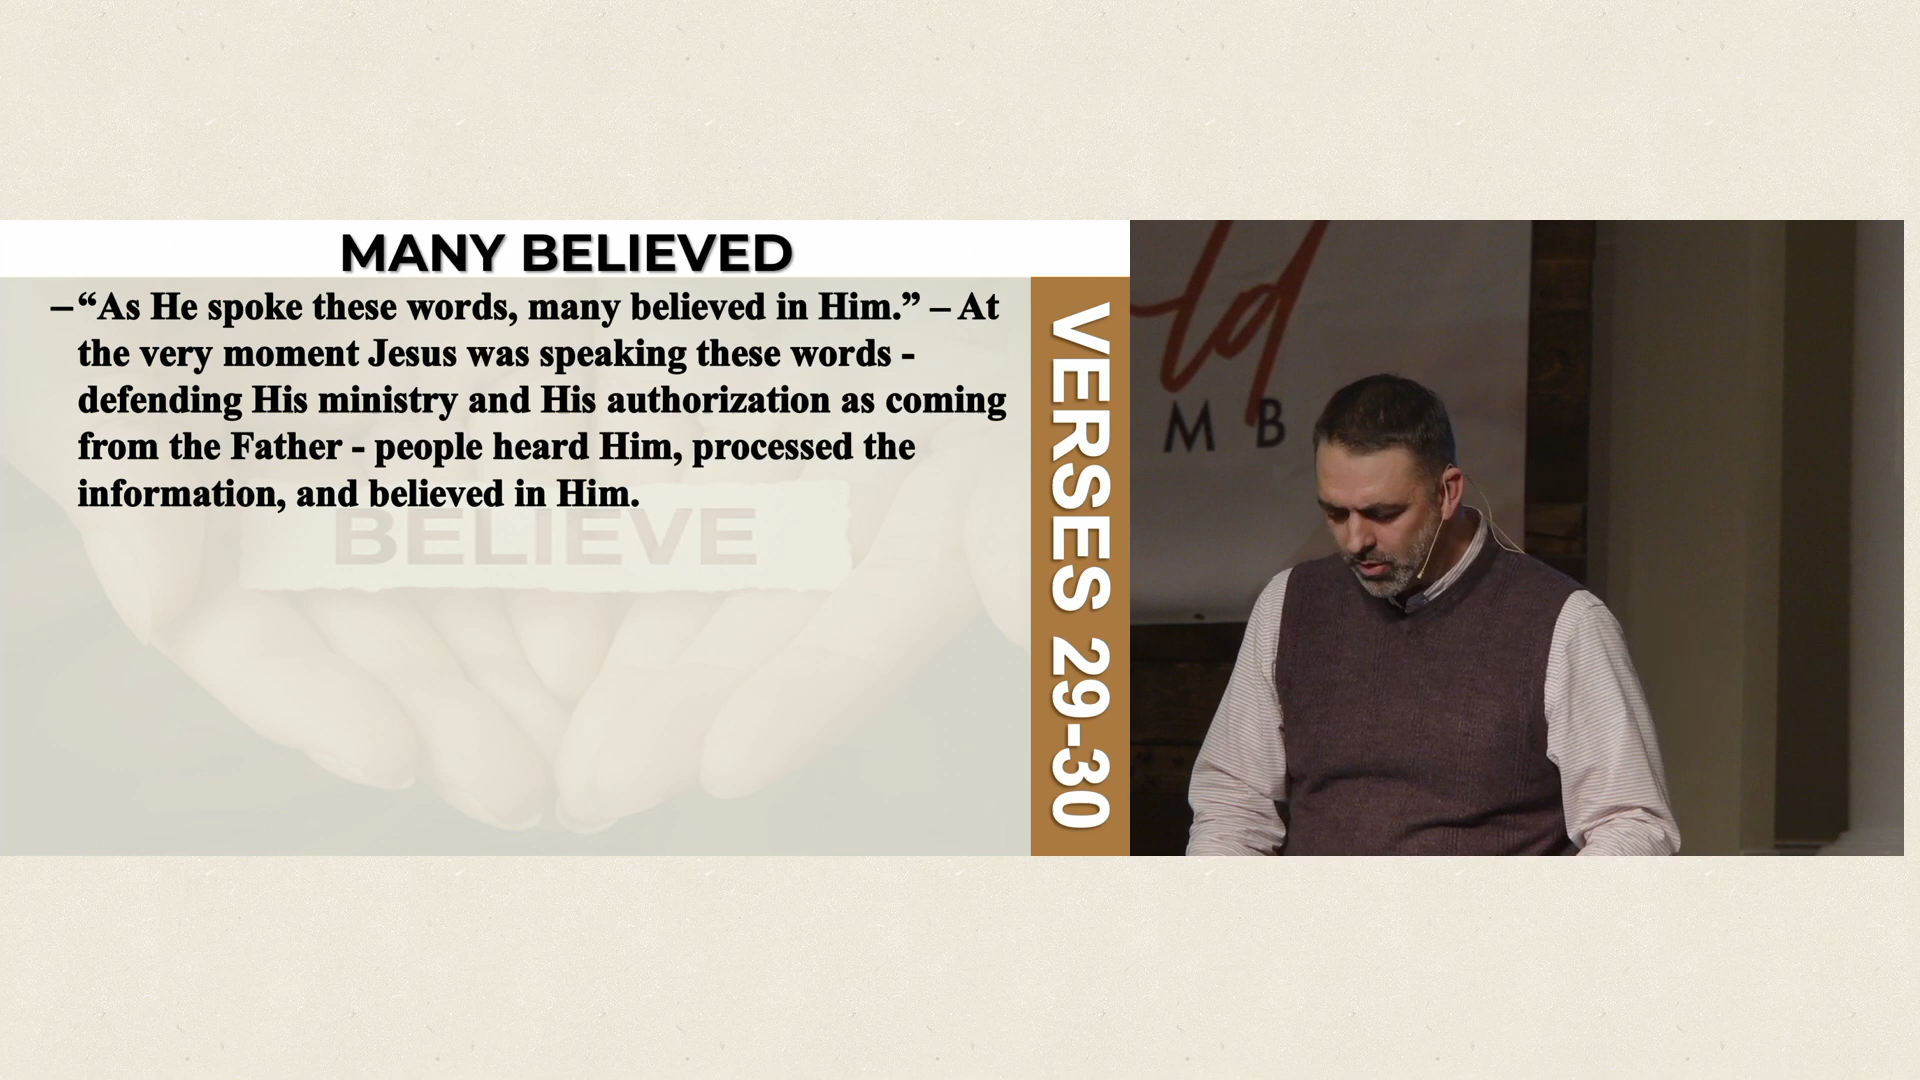 MANY BELIEVED
–“As He spoke these words, many believed in Him.” – At
the very moment Jesus was speaking these words -
defending His ministry and His authorization as coming
from the Father - people heard Him, processed the
information, and believed in Him.
BELIEVE
VERSES 29-30
ld
M B